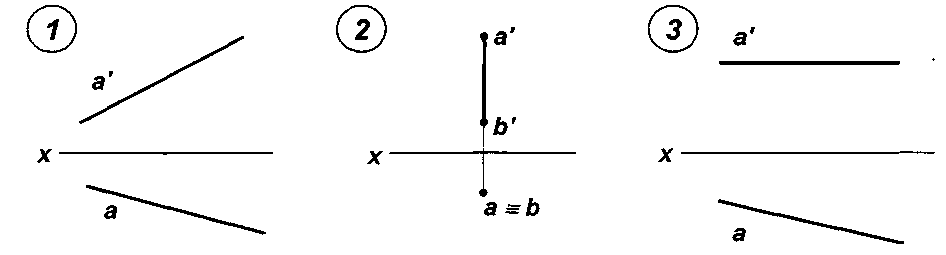 1 2 3
a' a' a'
b'
x x x
a a ≡ b a